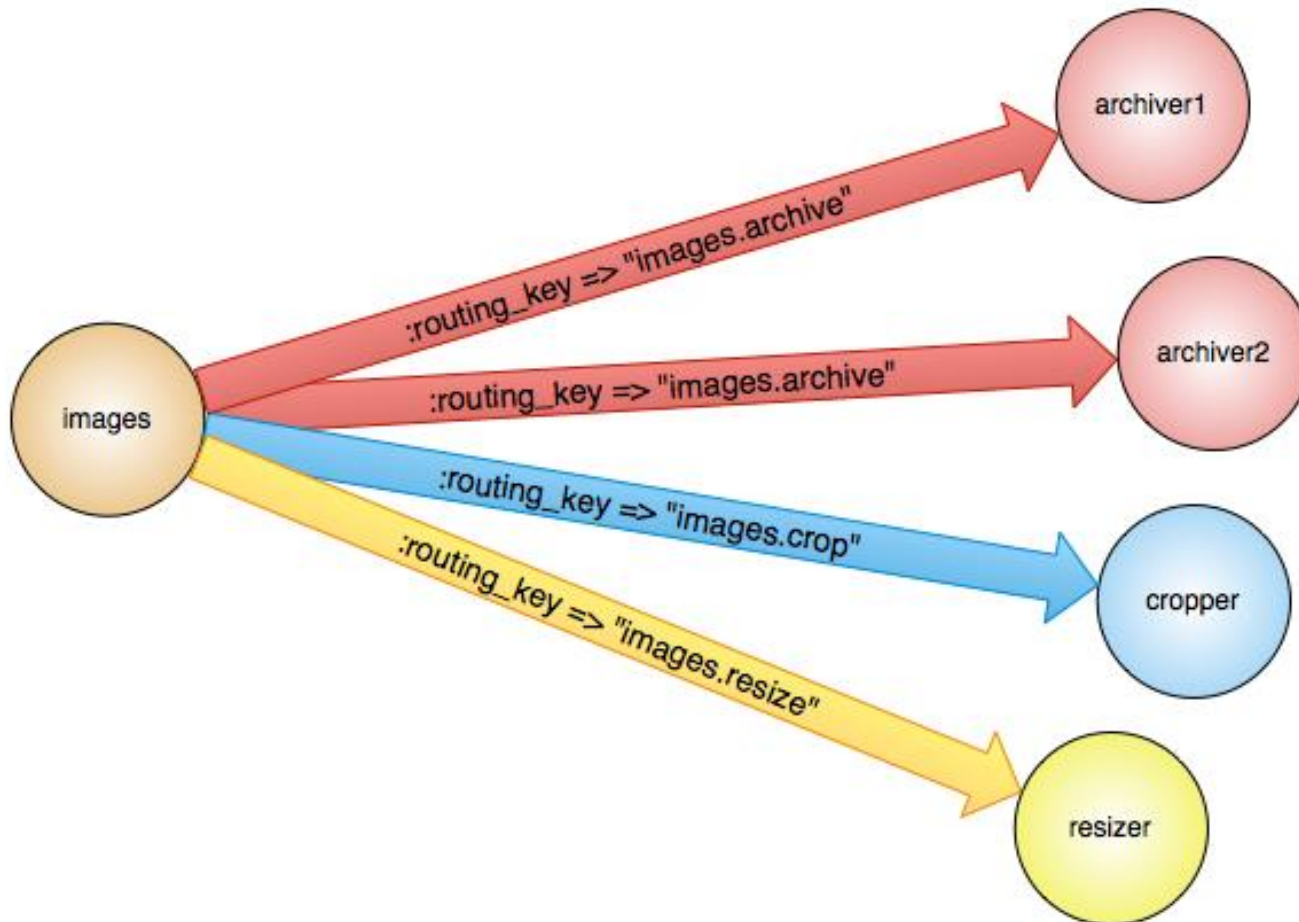 archiver1
:routing_key => "images.archive"
archiver2
:routing_key => "images.archive"
images
:routing_key => "images.crop"
cropper
:routing_key => "images.resize"
resizer